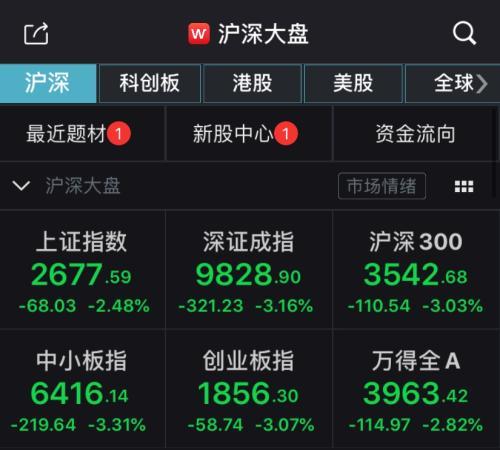 W 沪深大盘
沪深 科创板 港股 美股 全球
最近题材 1 新股中心 1 资金流向
沪深大盘 市场情绪
上证指数 深证成指 沪深300
2677.59 9828.90 3542.68
-68.03 -2.48% -321.23 -3.16% -110.54 -3.03%
中小板指 创业板指 万得全A
6416.14 1856.30 3963.42
-219.64 -3.31% -58.74 -3.07% -114.97 -2.82%